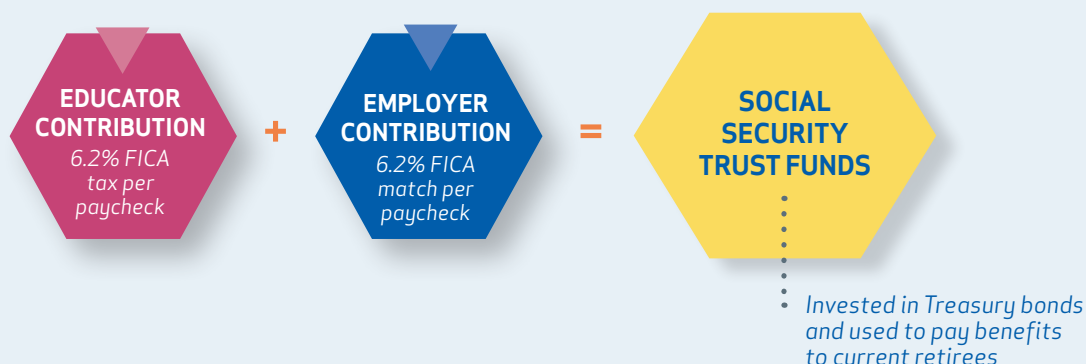 EDUCATOR
CONTRIBUTION
6.2% FICA
tax per
paycheck
+
EMPLOYER
CONTRIBUTION
6.2% FICA
match per
paycheck
=
SOCIAL
SECURITY
TRUST FUNDS
Invested in Treasury bonds
and used to pay benefits
to current retirees